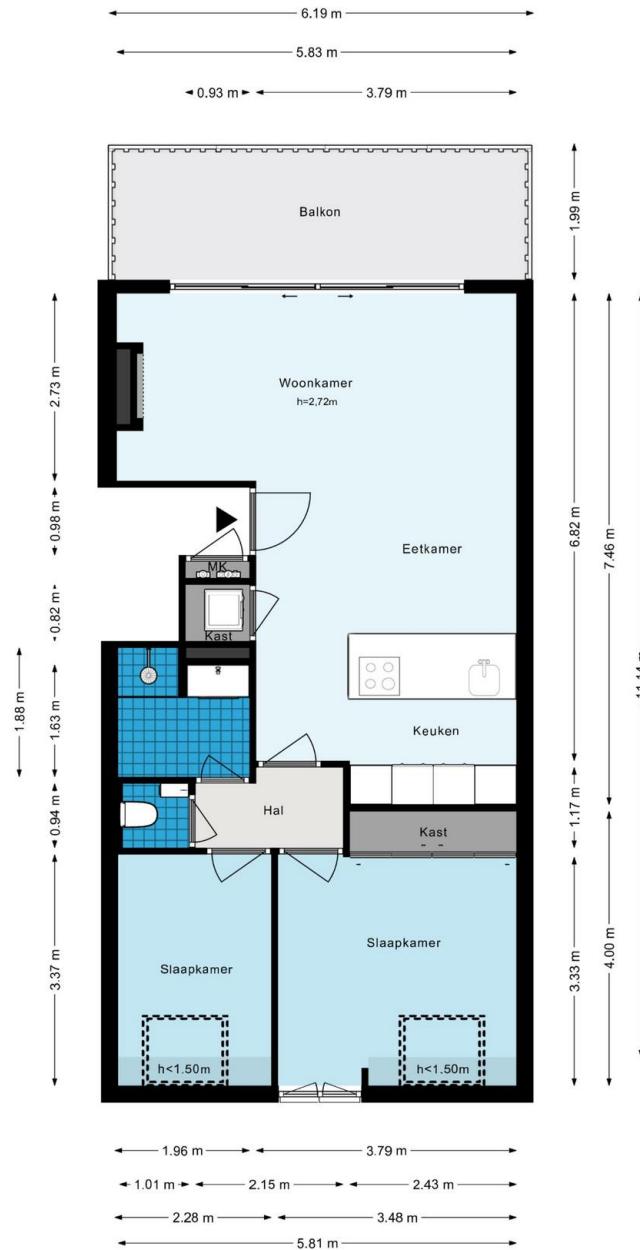 6.19 m
5.83 m
0.93 m
3.79 m
Balkon
1.99 m
Woonkamer
h=2,72m
2.73 m
0.98 m
Eetkamer
6.82 m
7.46 m
MK
0.82 m
Kast
1.88 m
1.63 m
Keuken
0.94 m
Hal
1.17 m
Kast
Slaapkamer
Slaapkamer
3.37 m
3.33 m
4.00 m
h<1.50m
h<1.50m
1.96 m
3.79 m
1.01 m
2.15 m
2.43 m
2.28 m
3.48 m
5.81 m